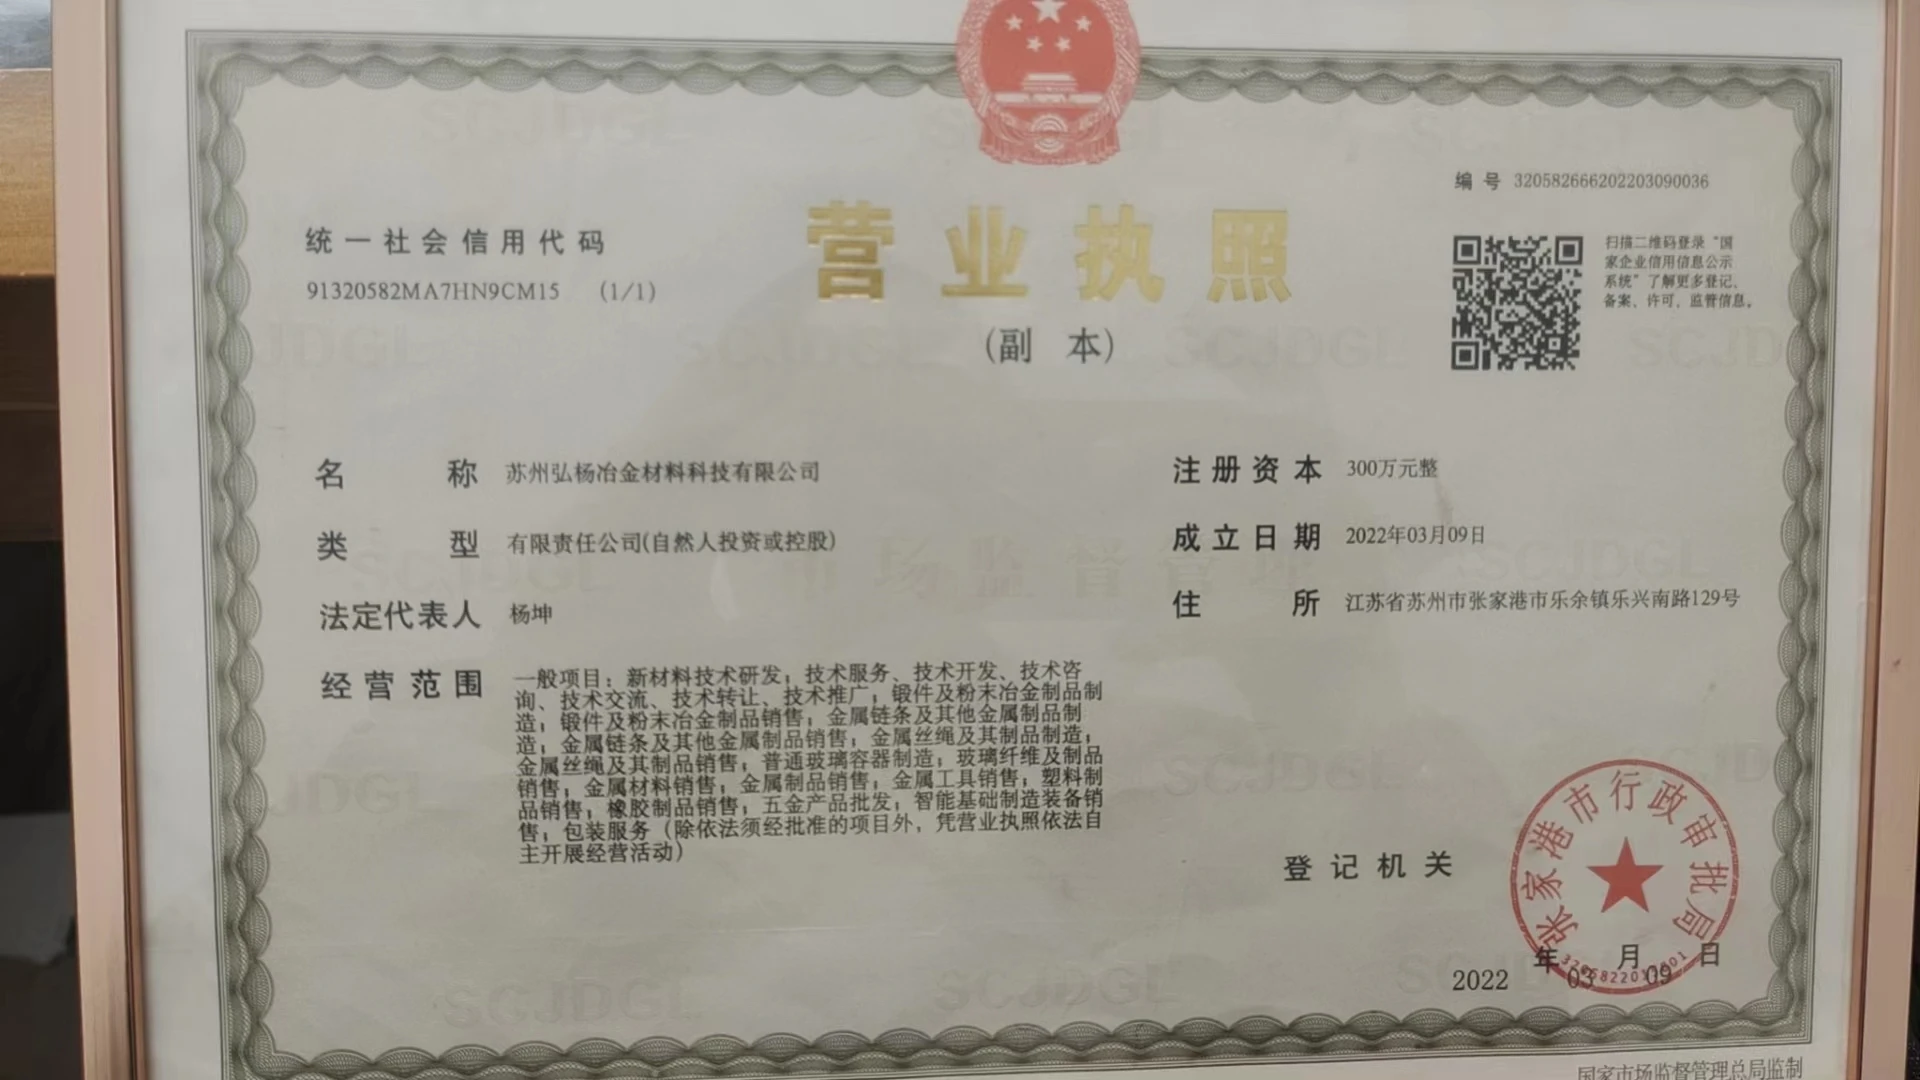 编号 320582666202203090036
统一社会信用代码
91320582MA7HN9CM15 (1/1)
营业执照
(副 本)
扫描二维码登录“国
家企业信用信息公示
系统”了解更多登记、
备案、许可、监管信息。
名 称 苏州弘杨冶金材料科技有限公司
类 型 有限责任公司(自然人投资或控股)
法定代表人 杨坤
经营范围 一般项目：新材料技术研发；技术服务、技术开发、技术咨
询、技术交流、技术转让、技术推广；锻件及粉末冶金制品制
造；锻件及粉末冶金制品销售；金属链条及其他金属制品制
造；金属链条及其他金属制品销售；金属丝绳及其制品制造；
金属丝绳及其制品销售；普通玻璃容器制造；玻璃纤维及制品
销售；金属材料销售；金属制品销售；金属工具销售；塑料制
品销售；橡胶制品销售；五金产品批发；智能基础制造装备销
售；包装服务（除依法须经批准的项目外，凭营业执照依法自
主开展经营活动）
注册资本 300万元整
成立日期 2022年03月09日
住 所 江苏省苏州市张家港市乐余镇乐兴南路129号
登记机关
张家港市行政审批局
2022 年 03 月 09 日
国家市场监督管理总局监制
SCJDGL
市场监督管理